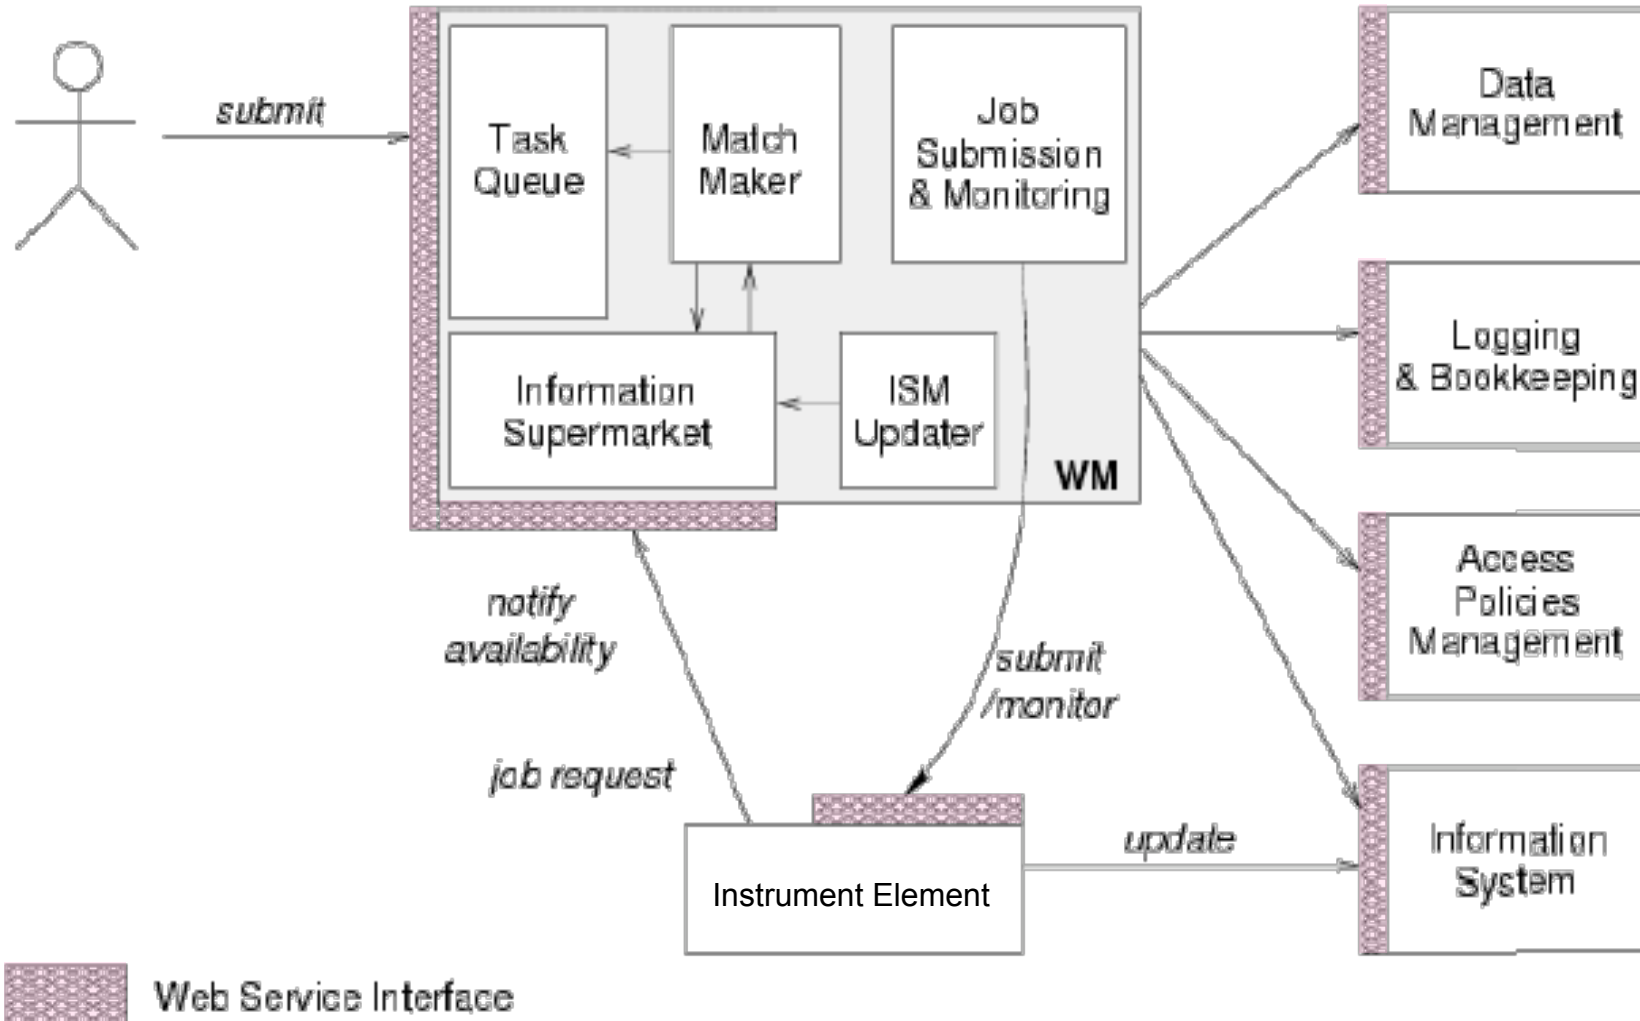 submit
Task
Queue
Match
Maker
Job
Submission
& Monitoring
Data
Management
Information
Supermarket
ISM
Updater
WM
Logging
& Bookkeeping
notify
availability
job request
submit
/monitor
Access
Policies
Management
Instrument Element
update
Information
System
Web Service Interface